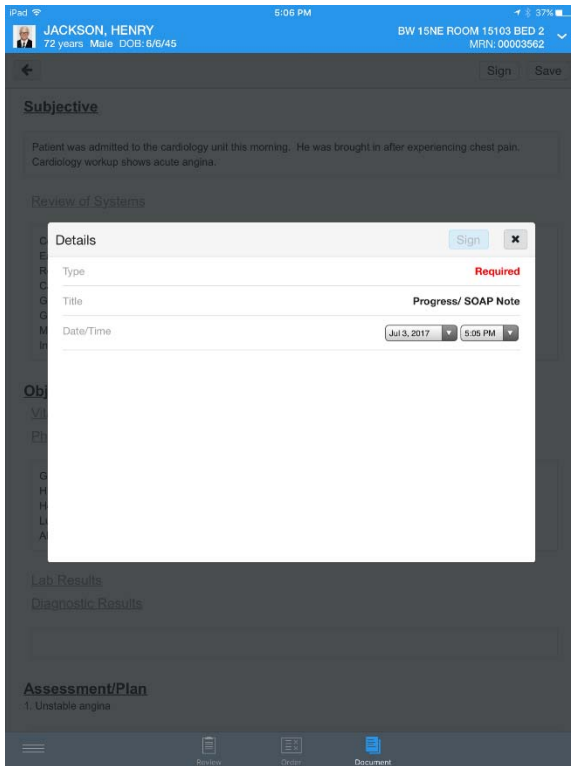 iPad 5:06 PM 37%
JACKSON, HENRY BW 15NE ROOM 15103 BED 2
72 years Male DOB: 6/6/45 MRN: 00003562
Sign Save
Subjective
Patient was admitted to the cardiology unit this morning. He was brought in after experiencing chest pain.
Cardiology workup shows acute angina.
Review of Systems
Details Sign
Type Required
Title Progress/ SOAP Note
Date/Time Jul 3, 2017 5:05 PM
Lab Results
Diagnostic Results
Assessment/Plan
1. Unstable angina
Review Order Document